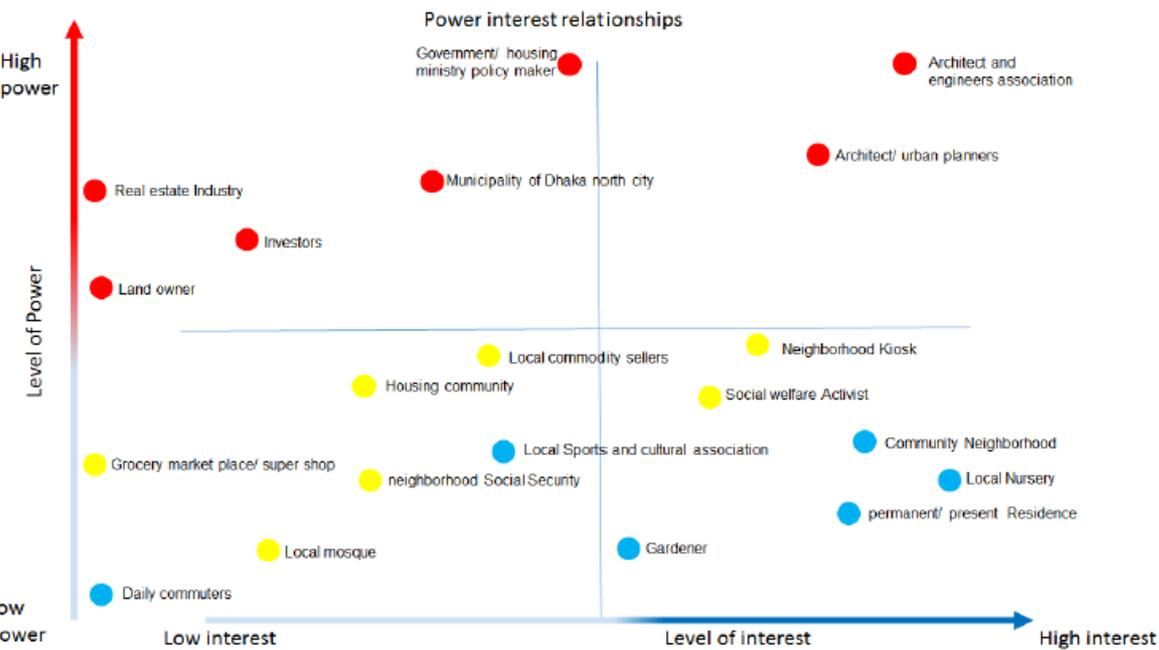 Power interest relationships
High
power
Government/ housing
ministry policy maker
Architect and
engineers association
Architect/ urban planners
Municipality of Dhaka north city
Real estate Industry
Investors
Land owner
Level of Power
Local commodity sellers
Neighborhood Kiosk
Housing community
Social welfare Activist
Local Sports and cultural association
Community Neighborhood
Grocery market place/ super shop
neighborhood Social Security
Local Nursery
permanent/ present Residence
Local mosque
Gardener
Daily commuters
ow
ower
Low interest
Level of interest
High interest